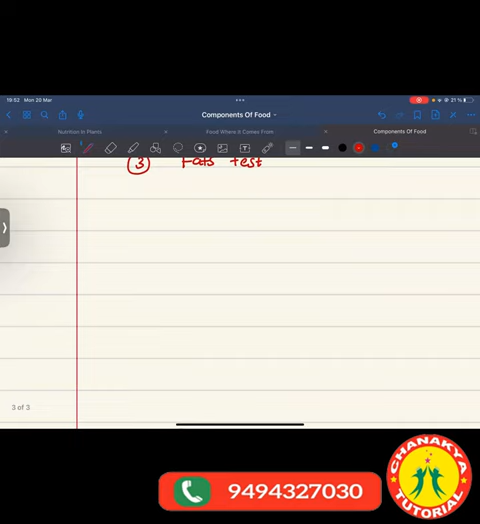 19:52 Mon 20 Mar
21 %
Components Of Food
Nutrition In Plants
Food Where It Comes From
Components Of Food
3 Fats test
3 of 3
9494327030
CHANAKYA
TUTORIAL